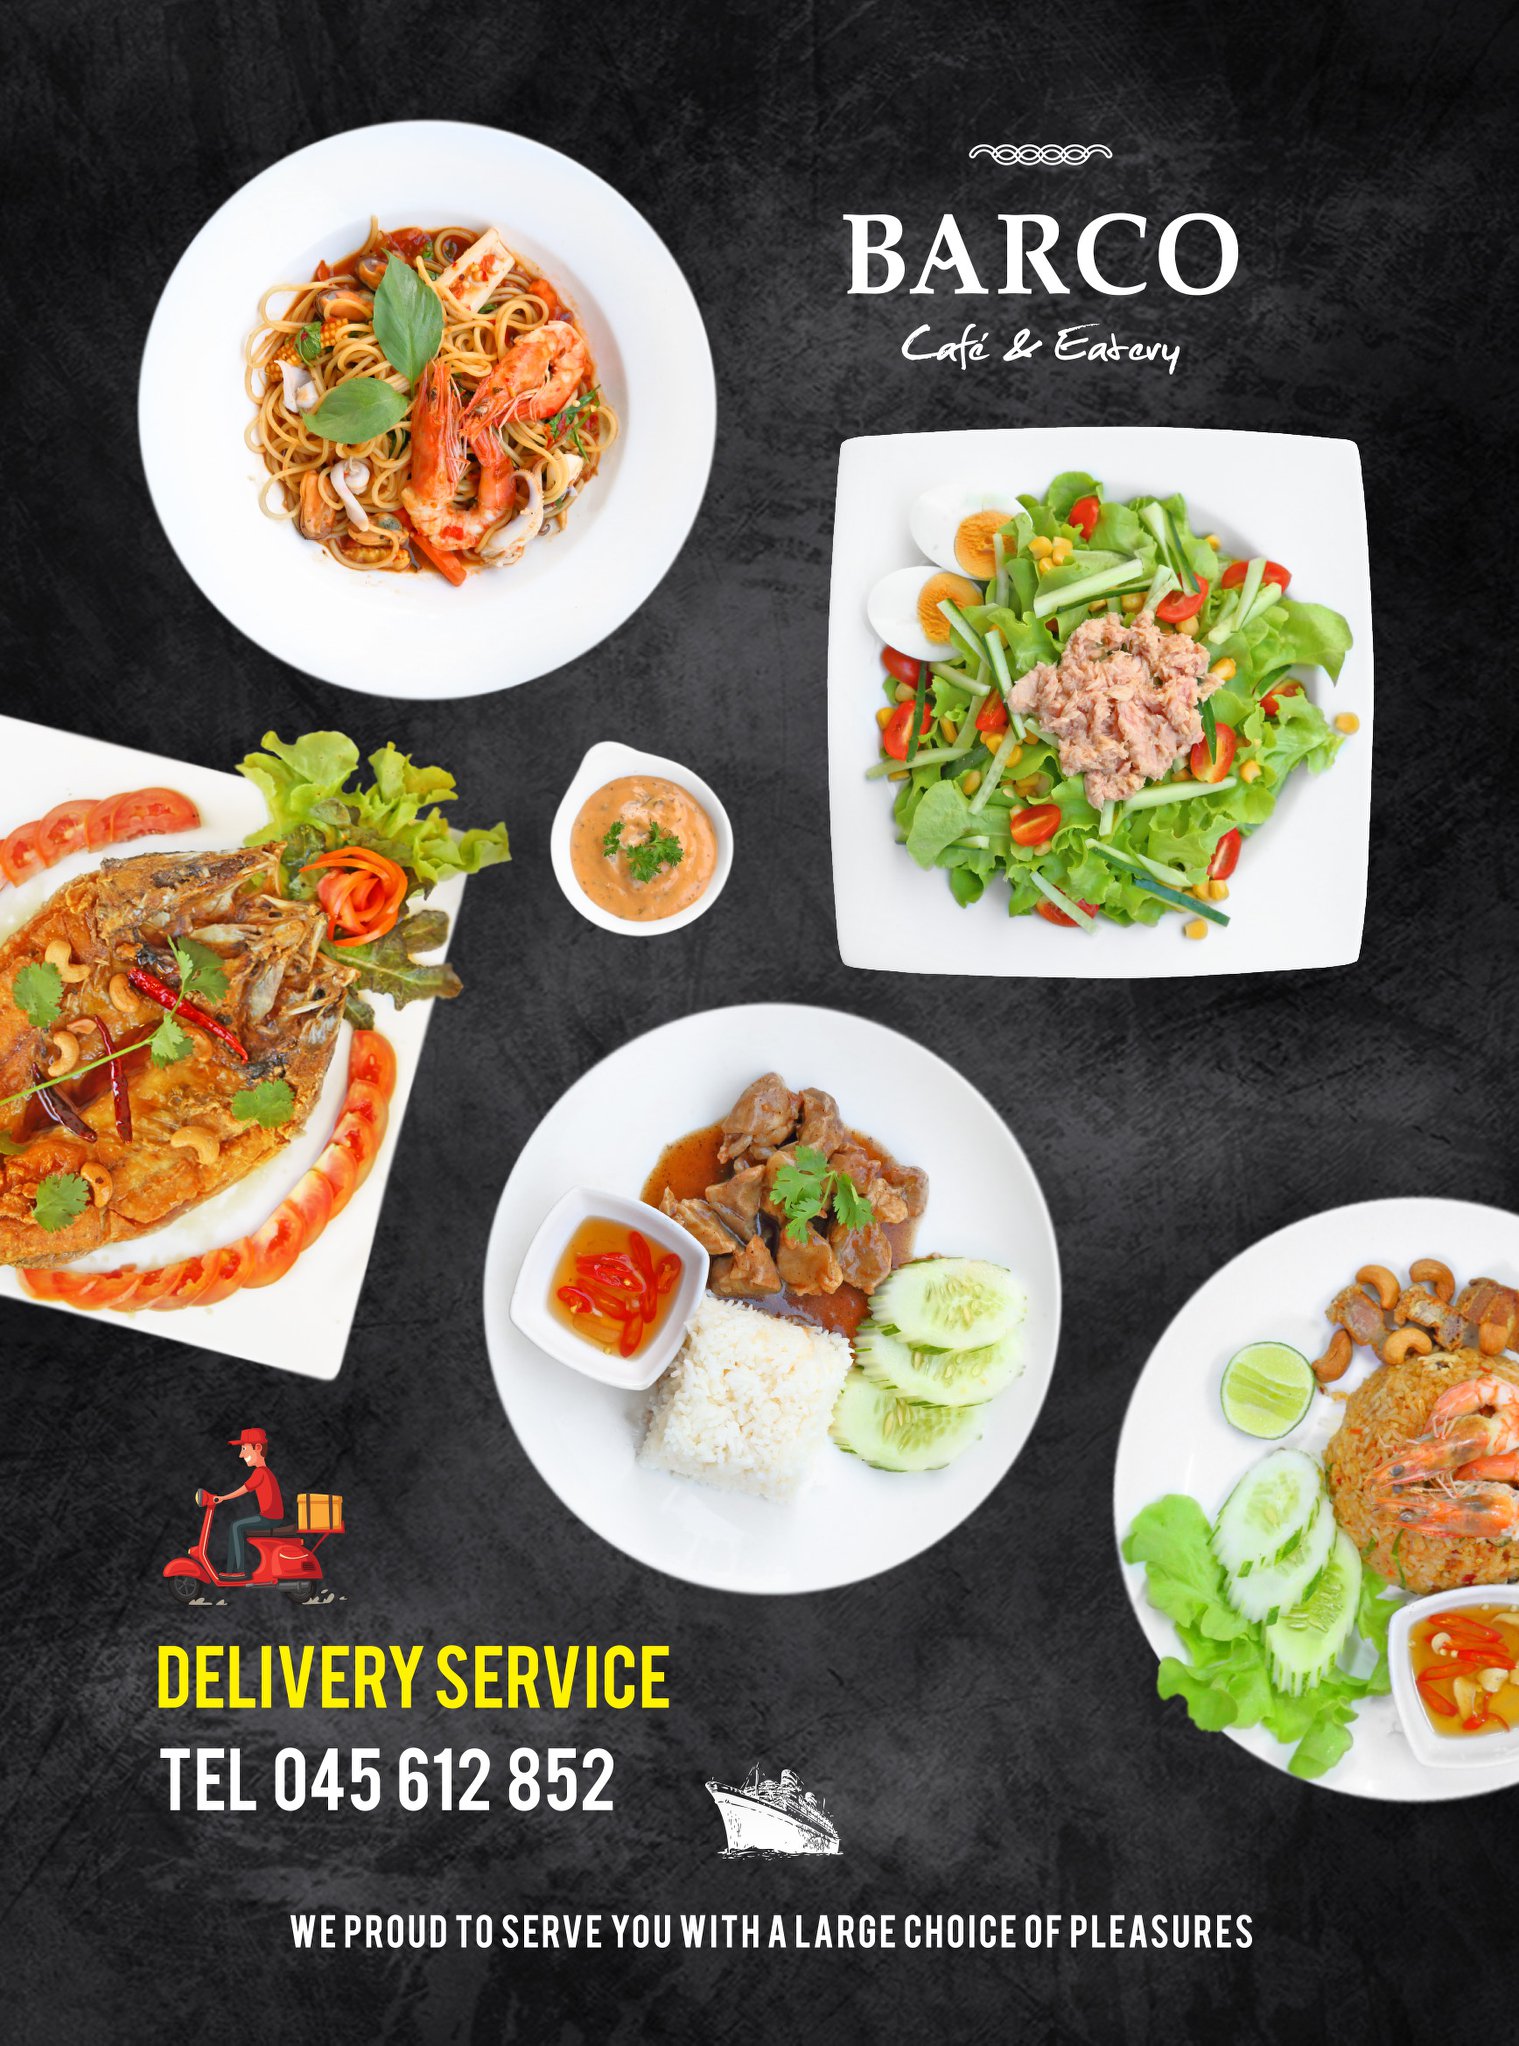 BARCO
Café & Eatery
DELIVERY SERVICE
TEL 045 612 852
WE PROUD TO SERVE YOU WITH A LARGE CHOICE OF PLEASURES